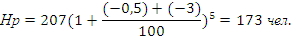 Нр = 207(1 + ((−0,5) + (−3))/100)⁵ = 173 чел.